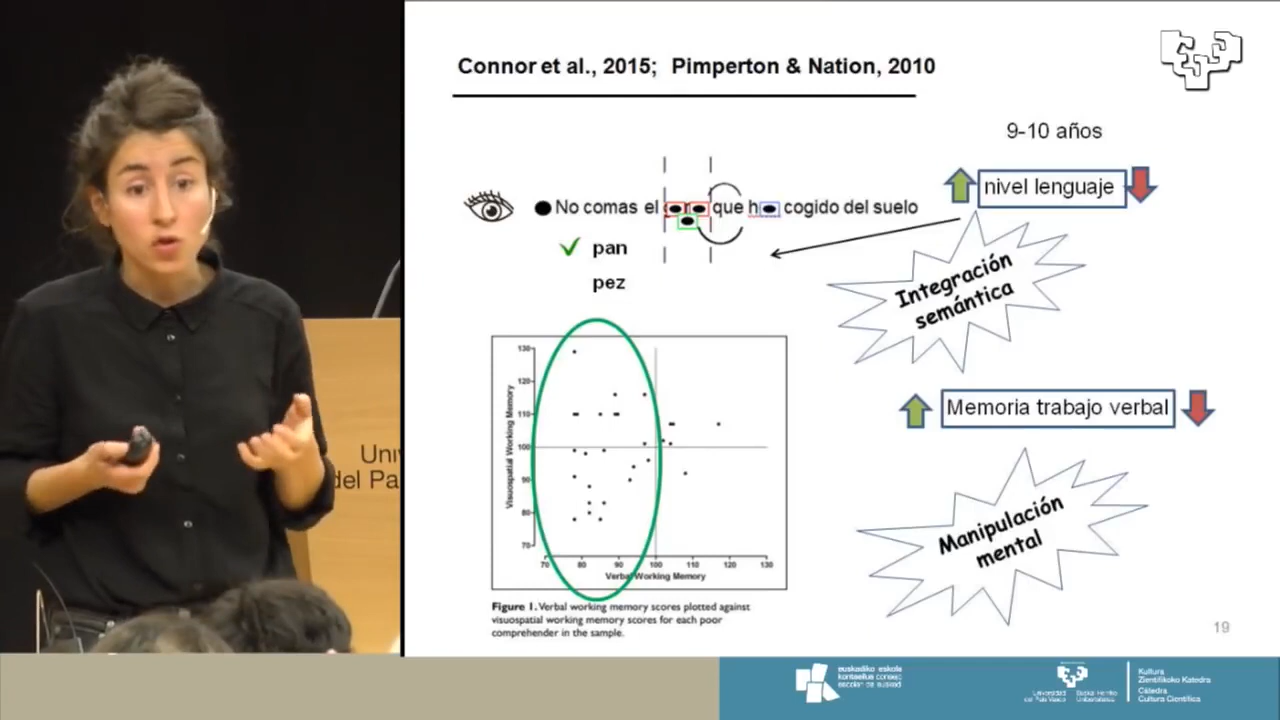 Connor et al., 2015; Pimperton & Nation, 2010
9-10 años
nivel lenguaje
No comas el que h cogido del suelo
pan
pez
Integración
semántica
Memoria trabajo verbal
Manipulación
mental
130
120
110
100
90
80
70
Visuospatial Working Memory
70 80 90 100 110 120 130
Verbal Working Memory
Figure 1. Verbal working memory scores plotted against
visuospatial working memory scores for each poor
comprehender in the sample.
19
Uni
del Pa
euskadiko eskola
kontseilua consejo
escolar de euskadi
Universidad
del País Vasco
Euskal Herriko
Unibertsitatea
Kultura
Zientifikoko Katedra
Cátedra
Cultura Científica